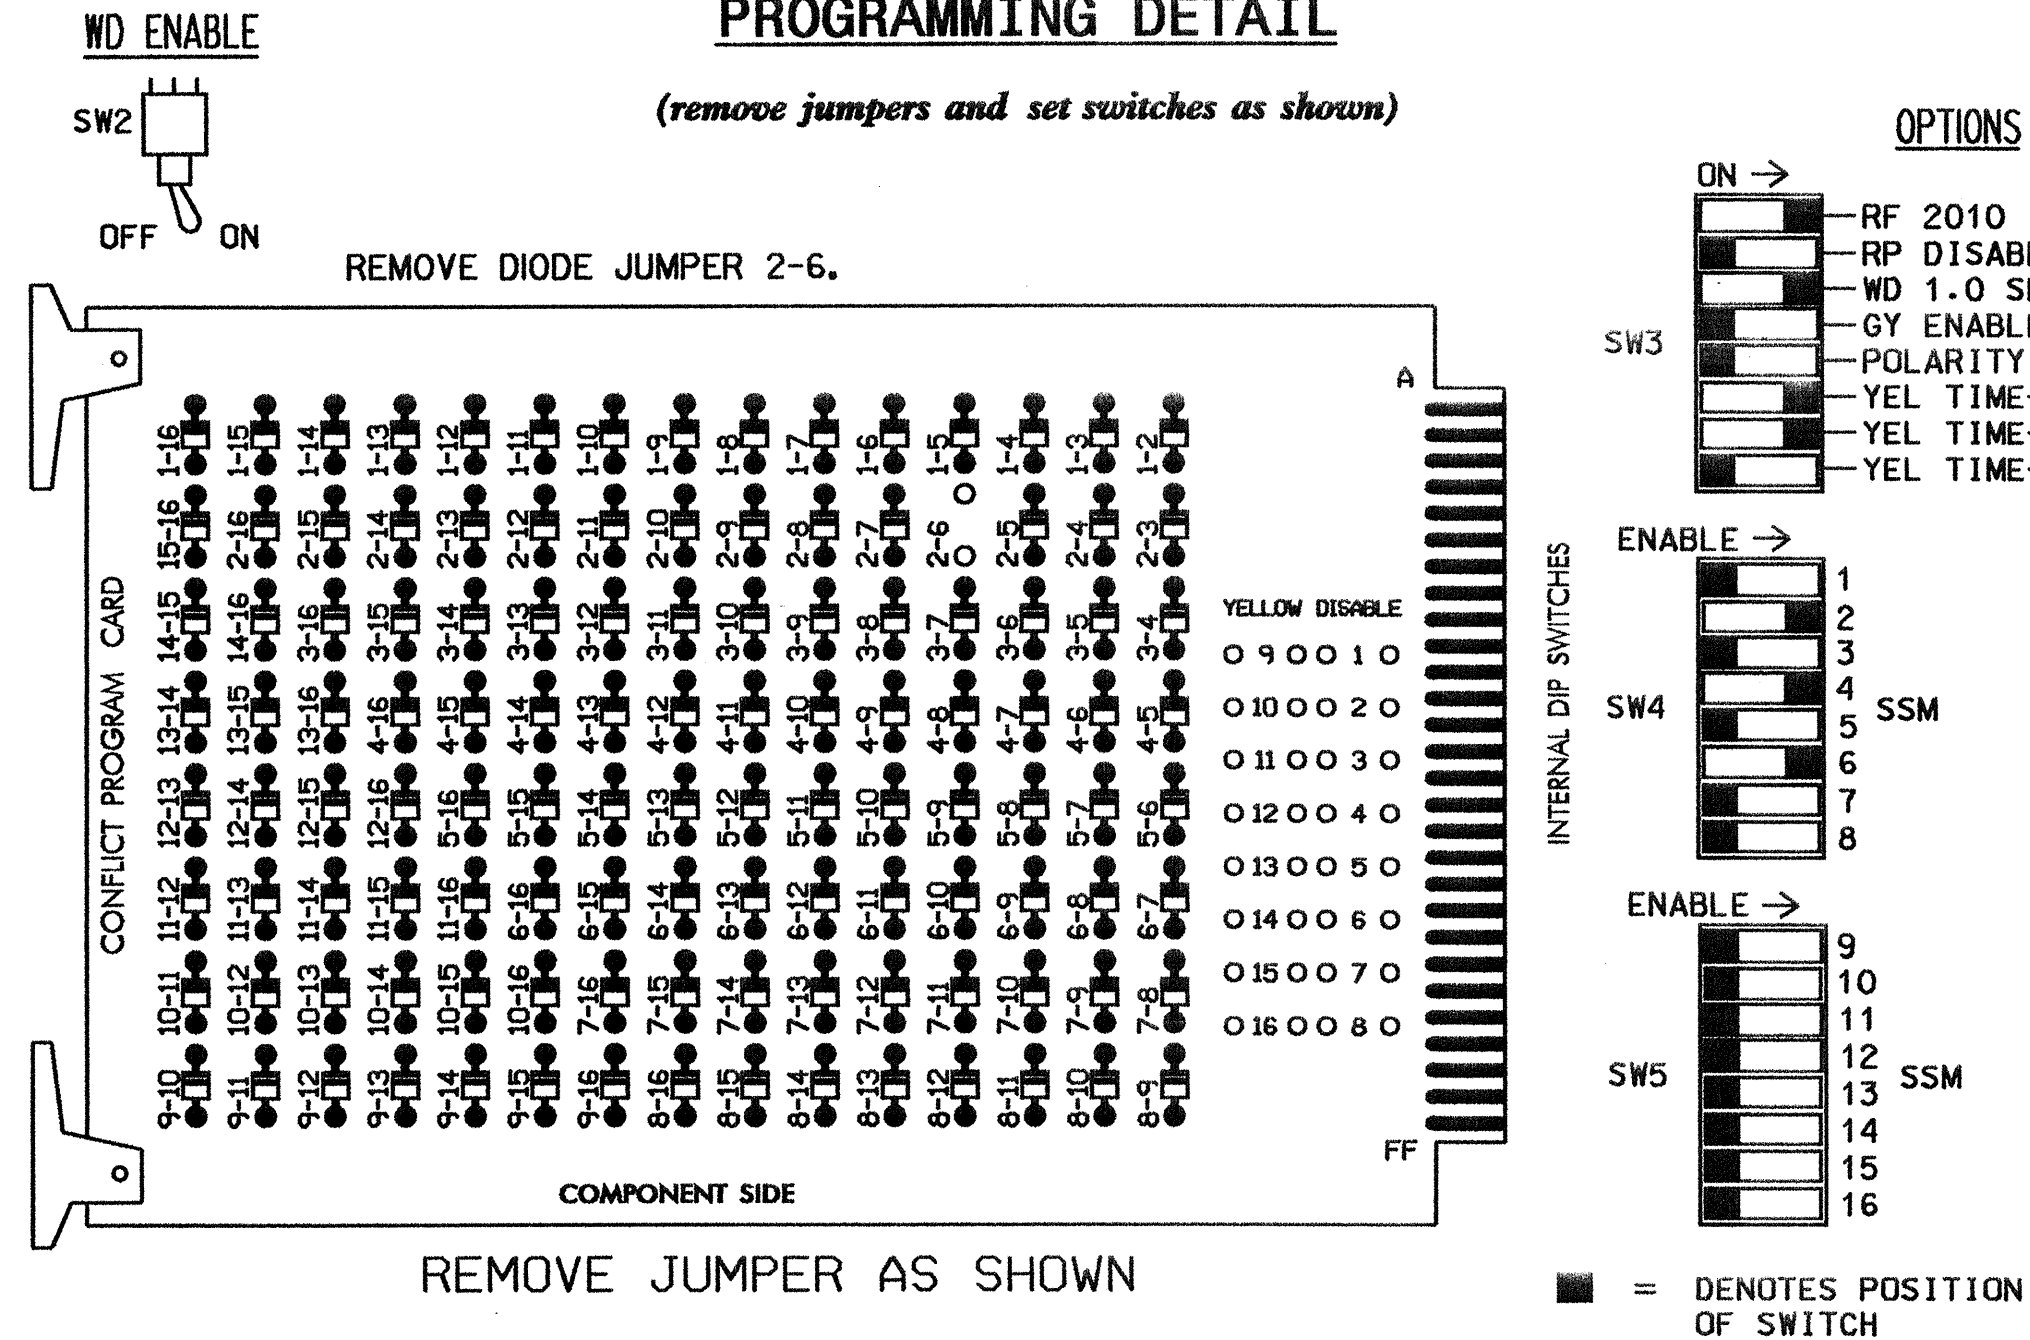 PROGRAMMING DETAIL
(remove jumpers and set switches as shown)
WD ENABLE
SW2
OFF ON
REMOVE DIODE JUMPER 2-6.
CONFLICT PROGRAM CARD
1-16 1-15 1-14 1-13 1-12 1-11 1-10 1-9 1-8 1-7 1-6 1-5 1-4 1-3 1-2
15-16 2-16 2-15 2-14 2-13 2-12 2-11 2-10 2-9 2-8 2-7 2-6 2-5 2-4 2-3
14-15 14-16 3-16 3-15 3-14 3-13 3-12 3-11 3-10 3-9 3-8 3-7 3-6 3-5 3-4
13-14 13-15 13-16 4-16 4-15 4-14 4-13 4-12 4-11 4-10 4-9 4-8 4-7 4-6 4-5
12-13 12-14 12-15 12-16 5-16 5-15 5-14 5-13 5-12 5-11 5-10 5-9 5-8 5-7 5-6
11-12 11-13 11-14 11-15 11-16 6-16 6-15 6-14 6-13 6-12 6-11 6-10 6-9 6-8 6-7
10-11 10-12 10-13 10-14 10-15 10-16 7-16 7-15 7-14 7-13 7-12 7-11 7-10 7-9 7-8
9-10 9-11 9-12 9-13 9-14 9-15 9-16 8-16 8-15 8-14 8-13 8-12 8-11 8-10 8-9
A
YELLOW DISABLE
9 1
10 2
11 3
12 4
13 5
14 6
15 7
16 8
FF
COMPONENT SIDE
REMOVE JUMPER AS SHOWN
INTERNAL DIP SWITCHES
OPTIONS
ON →
SW3
RF 2010
RP DISABL
WD 1.0 S
GY ENABL
POLARITY
YEL TIME
YEL TIME
YEL TIME
ENABLE →
SW4
1
2
3
4
5
6
7
8
SSM
ENABLE →
SW5
9
10
11
12
13
14
15
16
SSM
= DENOTES POSITION
OF SWITCH